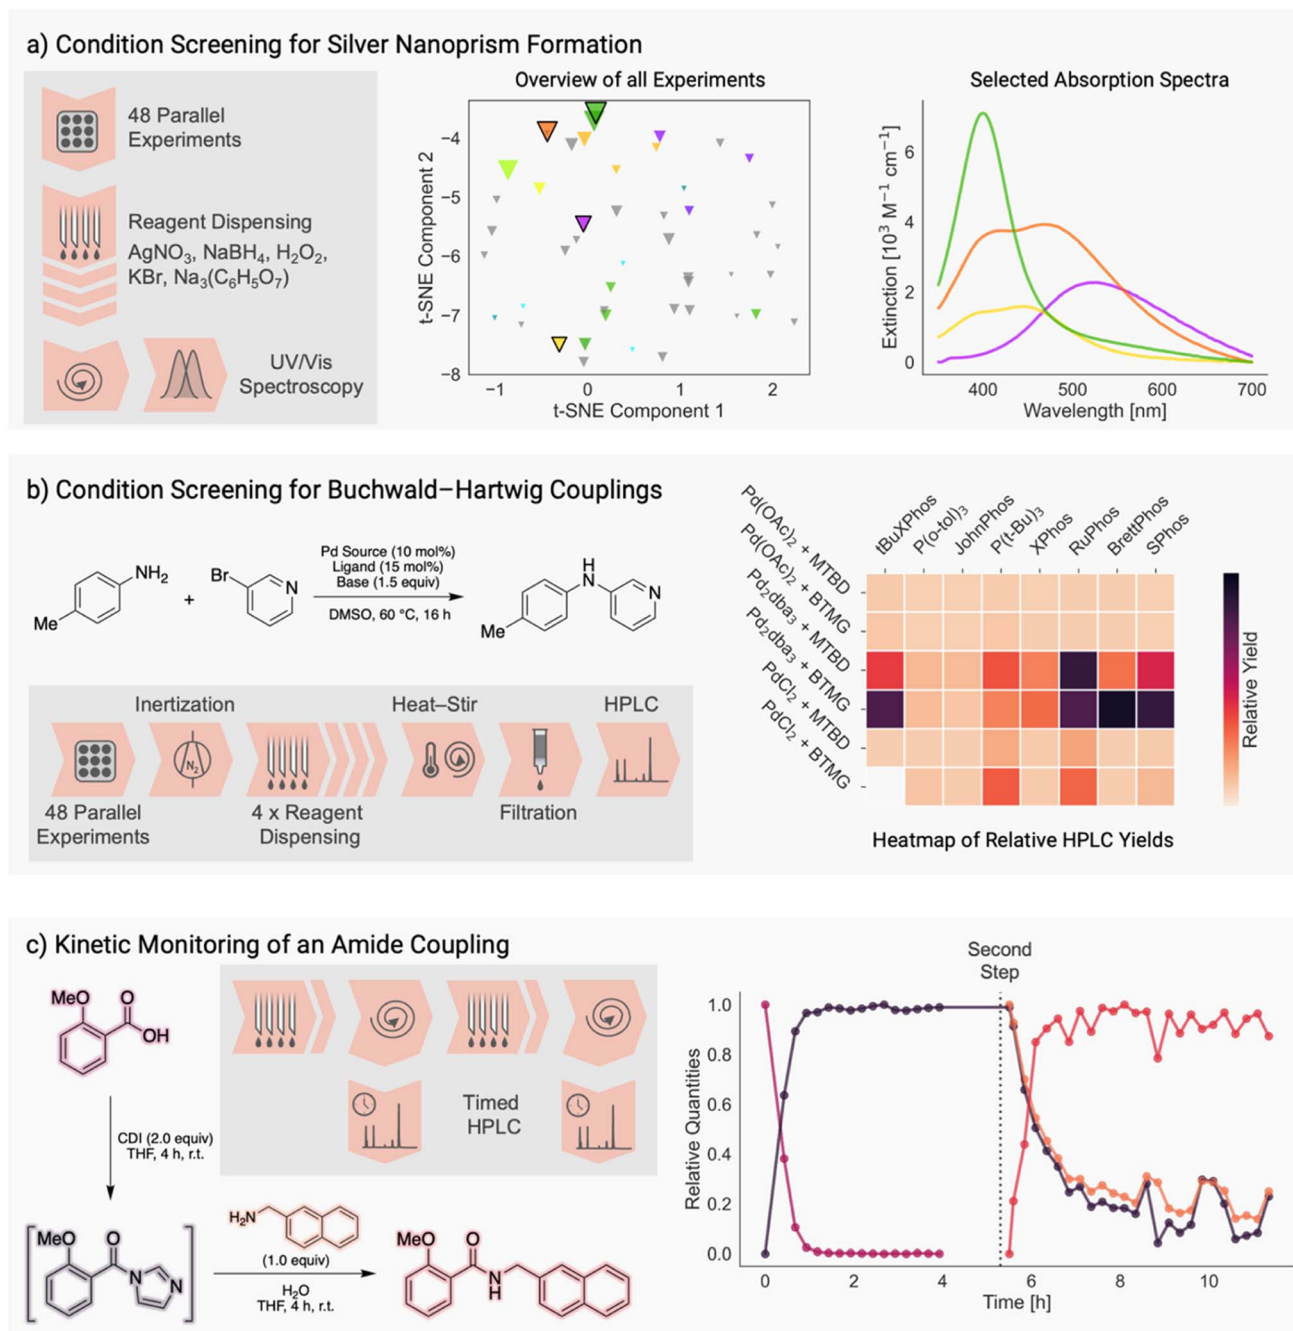 a) Condition Screening for Silver Nanoprism Formation
48 Parallel
Experiments
Reagent Dispensing
AgNO₃, NaBH₄, H₂O₂,
KBr, Na₃(C₆H₅O₇)
UV/Vis
Spectroscopy
Overview of all Experiments
t-SNE Component 2
−4
−5
−6
−7
−8
−1
0
1
2
t-SNE Component 1
Selected Absorption Spectra
Extinction [10³ M⁻¹ cm⁻¹]
6
4
2
0
400
500
600
700
Wavelength [nm]
b) Condition Screening for Buchwald–Hartwig Couplings
NH₂
Me
+
Br
N
Pd Source (10 mol%)
Ligand (15 mol%)
Base (1.5 equiv)
DMSO, 60 °C, 16 h
H
N
N
Me
Inertization
Heat–Stir
HPLC
N₂
48 Parallel
Experiments
4 x Reagent
Dispensing
Filtration
tBuXPhos
P(o-tol)₃
JohnPhos
P(t-Bu)₃
XPhos
RuPhos
BrettPhos
SPhos
Pd(OAc)₂ + MTBD
Pd(OAc)₂ + BTMG
Pd₂dba₃ + MTBD
Pd₂dba₃ + BTMG
PdCl₂ + MTBD
PdCl₂ + BTMG
Relative Yield
Heatmap of Relative HPLC Yields
c) Kinetic Monitoring of an Amide Coupling
MeO
O
OH
CDI (2.0 equiv)
THF, 4 h, r.t.
Timed
HPLC
MeO
O
N
N
H₂N
(1.0 equiv)
H₂O
THF, 4 h, r.t.
MeO
O
N
H
Second
Step
Relative Quantities
1.0
0.8
0.6
0.4
0.2
0.0
0
2
4
6
8
10
Time [h]